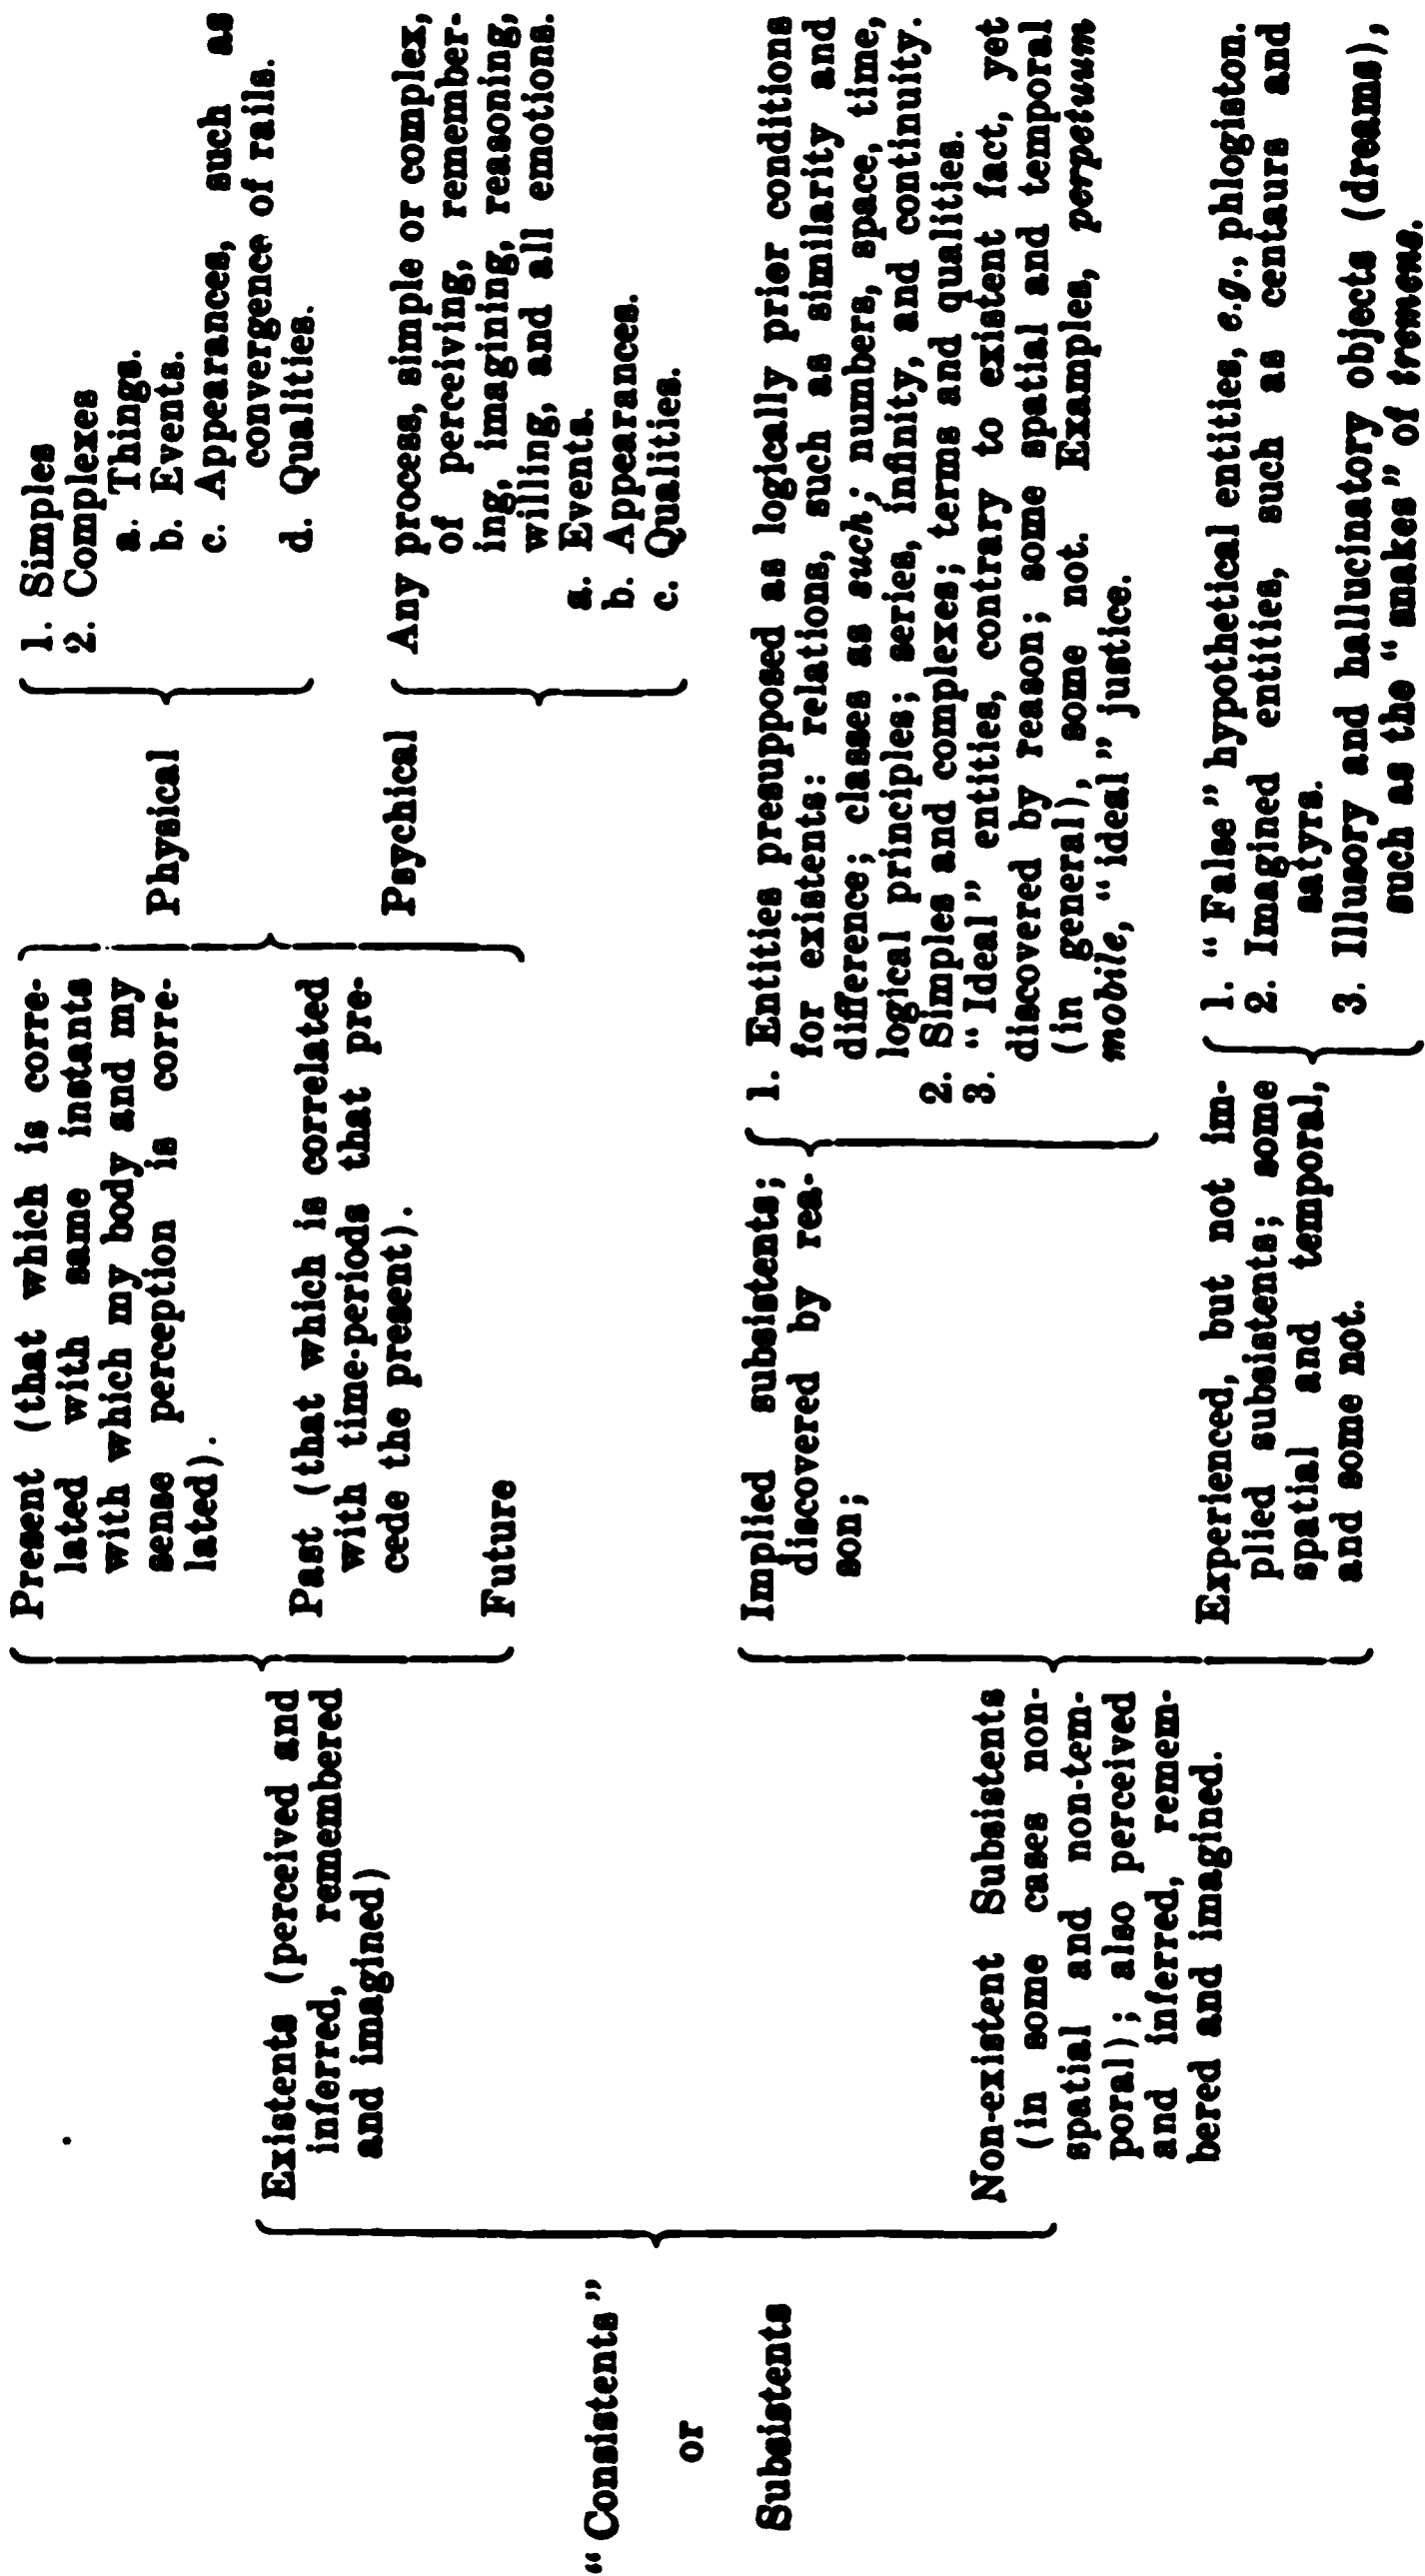 “Consistents”
or
Subsistents
Existents (perceived and
inferred, remembered
and imagined)
Present (that which is corre-
lated with same instants
with which my body and my
sense perception is corre-
lated).
Past (that which is correlated
with time-periods that pre-
cede the present).
Future
Physical
1. Simples
2. Complexes
a. Things.
b. Events.
c. Appearances, such as
convergence of rails.
d. Qualities.
Psychical
Any process, simple or complex,
of perceiving, remember-
ing, imagining, reasoning,
willing, and all emotions.
a. Events.
b. Appearances.
c. Qualities.
Non-existent Subsistents
(in some cases non-
spatial and non-tem-
poral); also perceived
and inferred, remem-
bered and imagined.
Implied subsistents;
discovered by rea-
son;
1. Entities presupposed as logically prior conditions
for existents: relations, such as similarity and
difference; classes as such; numbers, space, time,
logical principles; series, infinity, and continuity.
2. Simples and complexes; terms and qualities.
3. “Ideal” entities, contrary to existent fact, yet
discovered by reason; some spatial and temporal
(in general), some not. Examples, perpetuum
mobile, “ideal” justice.
Experienced, but not im-
plied subsistents; some
spatial and temporal,
and some not.
1. “False” hypothetical entities, e.g., phlogiston.
2. Imagined entities, such as centaurs and
satyrs.
3. Illusory and hallucinatory objects (dreams),
such as the “snakes” of tremens.